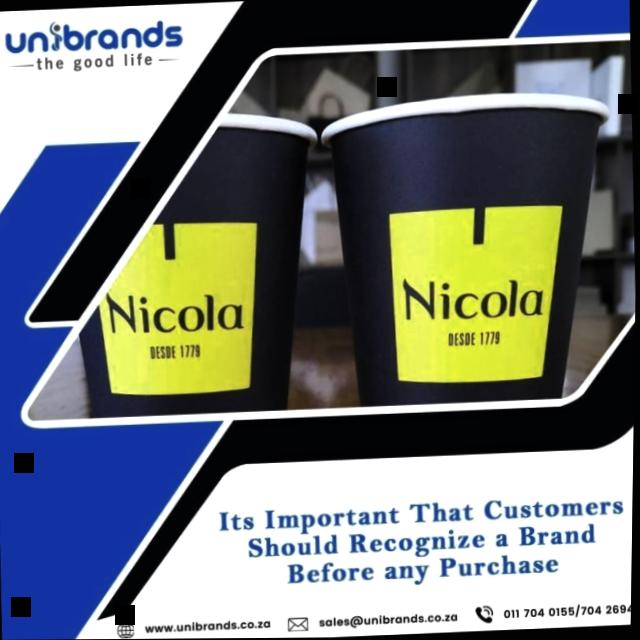 unibrands
the good life
Nicola
DESDE 1779
Nicola
DESDE 1779
Its Important That Customers
Should Recognize a Brand
Before any Purchase
www.unibrands.co.za sales@unibrands.co.za 011 704 0155/704 2694